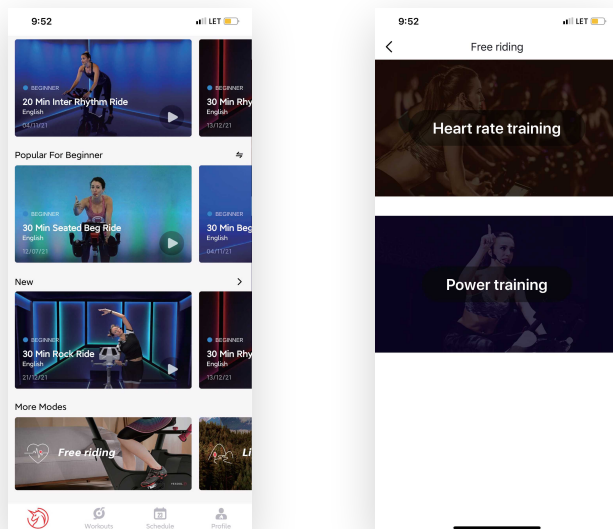 9:52
LET
BEGINNER
20 Min Inter Rhythm Ride
English
04/11/21
BEGINNER
30 Min Rhy
English
13/12/21
Popular For Beginner
BEGINNER
30 Min Seated Beg Ride
English
12/07/21
BEGINNER
30 Min Beg
English
04/11/21
New
BEGINNER
30 Min Rock Ride
English
21/12/21
BEGINNER
30 Min Rhy
English
13/12/21
More Modes
Free riding
Li
Workouts
Schedule
Profile
9:52
LET
Free riding
Heart rate training
Power training